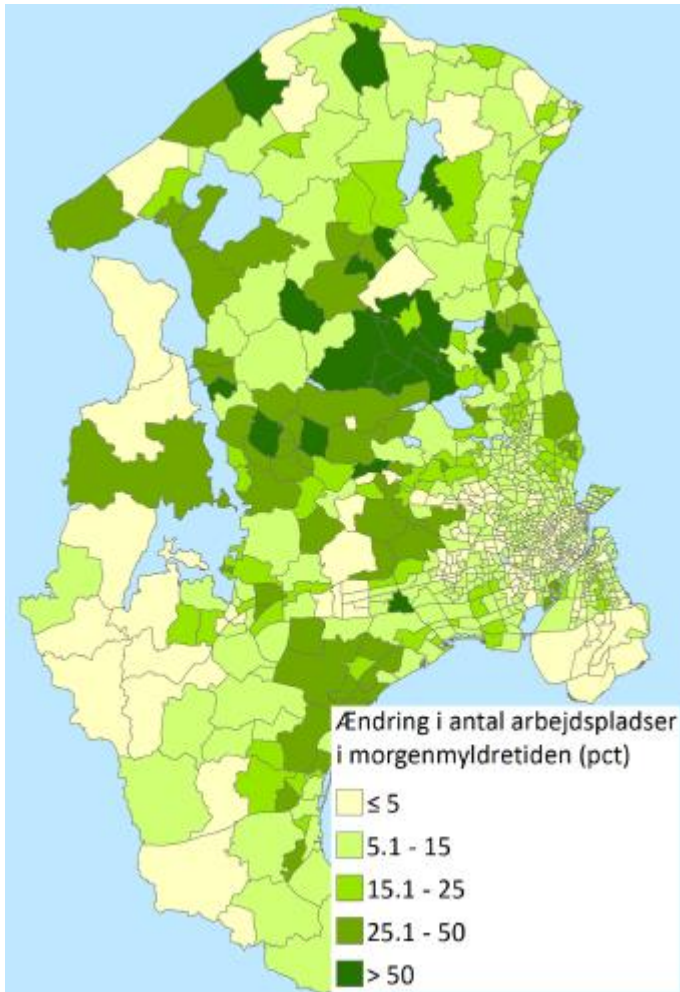 Ændring i antal arbejdspladser
i morgenmyldretiden (pct)
≤ 5
5.1 - 15
15.1 - 25
25.1 - 50
> 50